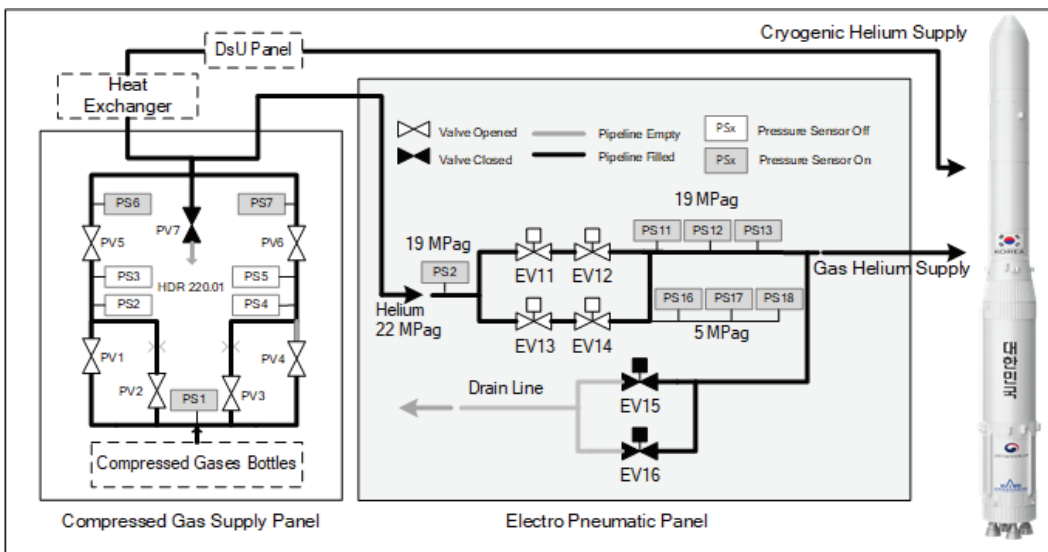 Cryogenic Helium Supply
DsU Panel
Heat
Exchanger
Valve Opened
Pipeline Empty
PSx
Pressure Sensor Off
Valve Closed
Pipeline Filled
PSx
Pressure Sensor On
PS6
PS7
PV7
PV5
PV6
PS3
PS5
HDR 220.01
PS2
PS4
PV1
PV4
PV2
PV3
PS1
Compressed Gases Bottles
Compressed Gas Supply Panel
19 MPag
19 MPag
PS11
PS12
PS13
PS2
EV11
EV12
Gas Helium Supply
Helium
22 MPag
PS16
PS17
PS18
5 MPag
EV13
EV14
Drain Line
EV15
EV16
Electro Pneumatic Panel
KOREA
대한민국